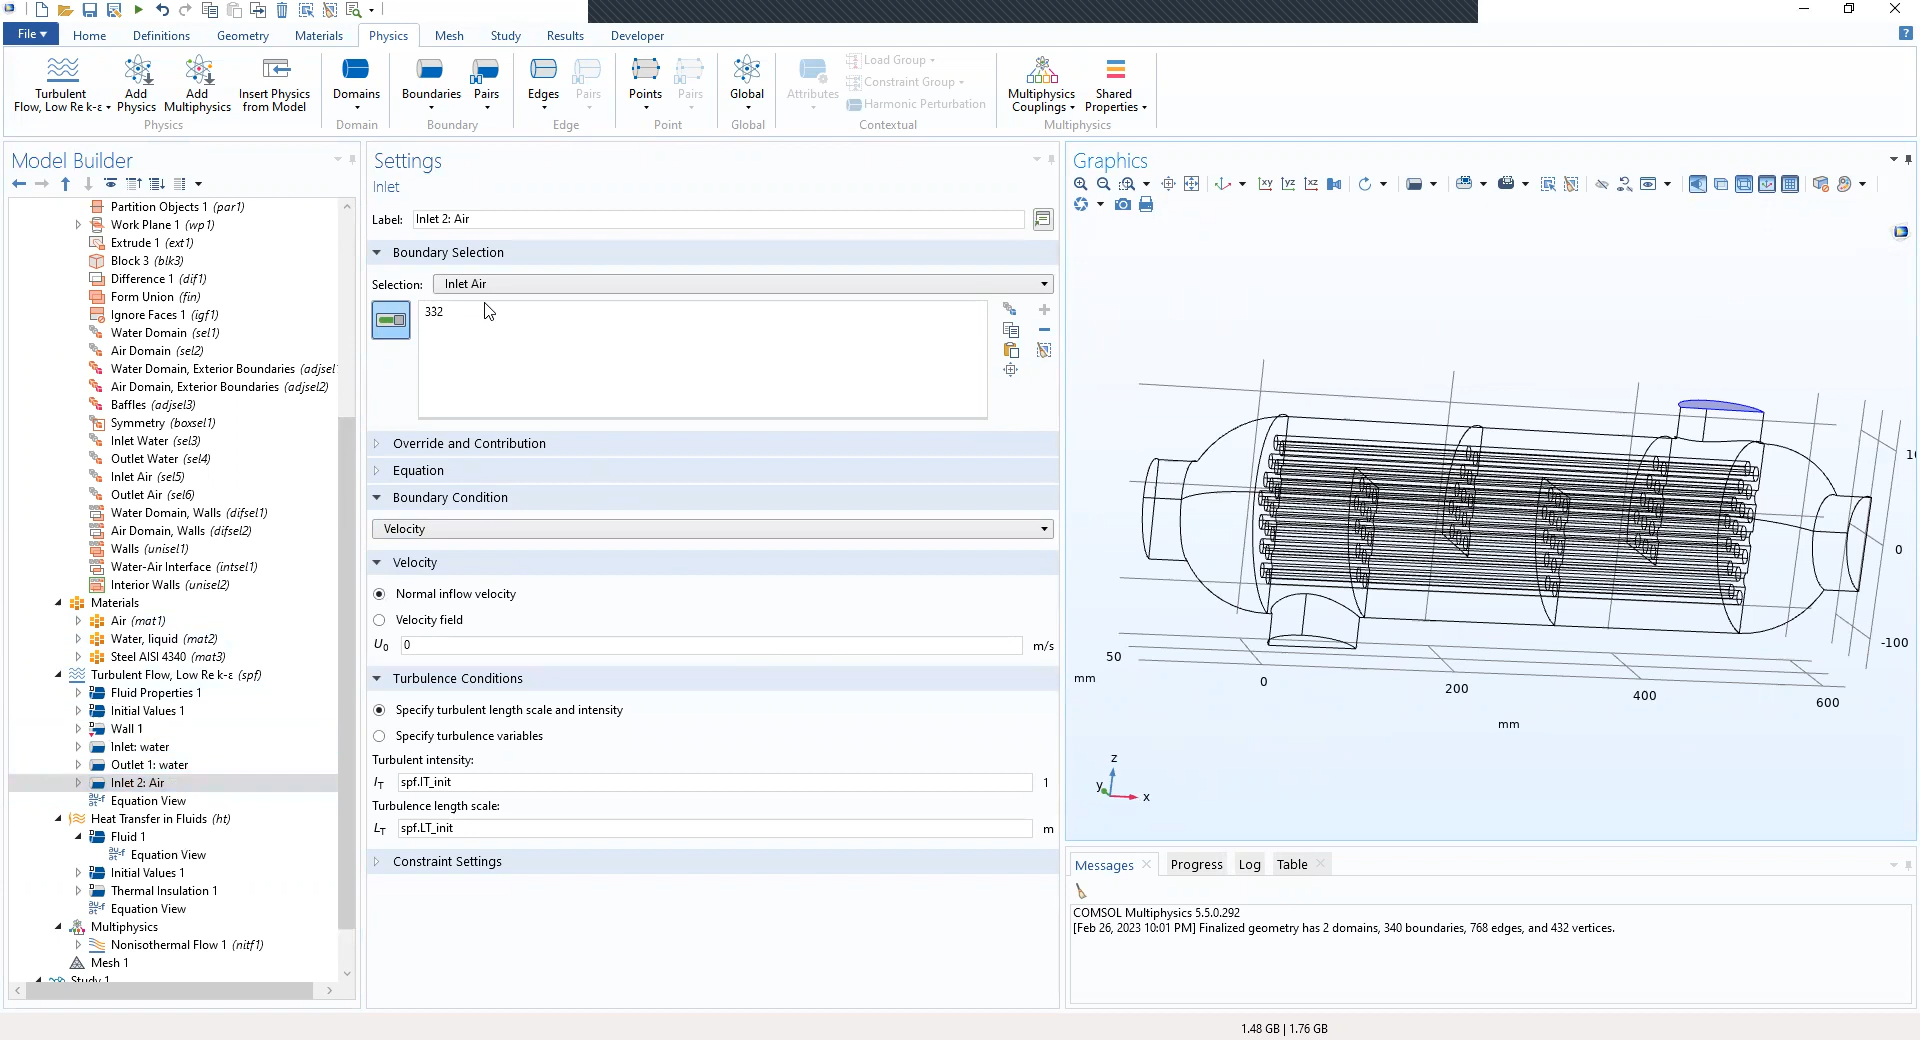 File
Home
Definitions
Geometry
Materials
Physics
Mesh
Study
Results
Developer
Turbulent
Flow, Low Re k-ε
Add
Physics
Add
Multiphysics
Insert Physics
from Model
Physics
Domains
Domain
Boundaries
Pairs
Boundary
Edges
Pairs
Edge
Points
Pairs
Point
Global
Global
Attributes
Load Group
Constraint Group
Harmonic Perturbation
Contextual
Multiphysics
Couplings
Shared
Properties
Multiphysics
Model Builder
Partition Objects 1 (par1)
Work Plane 1 (wp1)
Extrude 1 (ext1)
Block 3 (blk3)
Difference 1 (dif1)
Form Union (fin)
Ignore Faces 1 (igf1)
Water Domain (sel1)
Air Domain (sel2)
Water Domain, Exterior Boundaries (adjsel
Air Domain, Exterior Boundaries (adjsel2)
Baffles (adjsel3)
Symmetry (boxsel1)
Inlet Water (sel3)
Outlet Water (sel4)
Inlet Air (sel5)
Outlet Air (sel6)
Water Domain, Walls (difsel1)
Air Domain, Walls (difsel2)
Walls (unisel1)
Water-Air Interface (intsel1)
Interior Walls (unisel2)
Materials
Air (mat1)
Water, liquid (mat2)
Steel AISI 4340 (mat3)
Turbulent Flow, Low Re k-ε (spf)
Fluid Properties 1
Initial Values 1
Wall 1
Inlet: water
Outlet 1: water
Inlet 2: Air
Equation View
Heat Transfer in Fluids (ht)
Fluid 1
Equation View
Initial Values 1
Thermal Insulation 1
Equation View
Multiphysics
Nonisothermal Flow 1 (nitf1)
Mesh 1
Study 1
Settings
Inlet
Label: Inlet 2: Air
Boundary Selection
Selection: Inlet Air
332
Override and Contribution
Equation
Boundary Condition
Velocity
Velocity
Normal inflow velocity
Velocity field
U0 0 m/s
Turbulence Conditions
Specify turbulent length scale and intensity
Specify turbulence variables
Turbulent intensity:
IT spf.IT_init 1
Turbulence length scale:
LT spf.LT_init m
Constraint Settings
Graphics
xy yz xz
0
-100
50
mm
0
200
400
600
mm
z
y
x
Messages
Progress
Log
Table
COMSOL Multiphysics 5.5.0.292
[Feb 26, 2023 10:01 PM] Finalized geometry has 2 domains, 340 boundaries, 768 edges, and 432 vertices.
1.48 GB | 1.76 GB